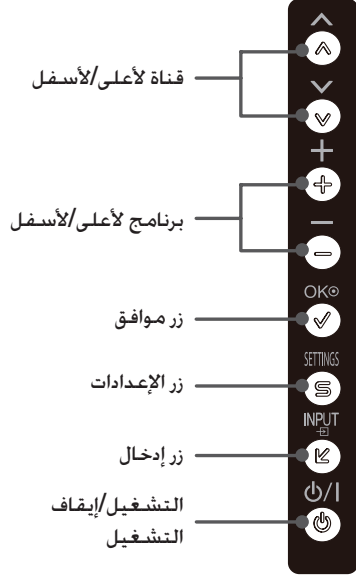 قناة لأعلى/لأسفل
+
برنامج لأعلى/لأسفل
−
OK
زر موافق
SETTINGS
زر الإعدادات
S
INPUT
زر إدخال
/I
التشغيل/إيقاف
التشغيل